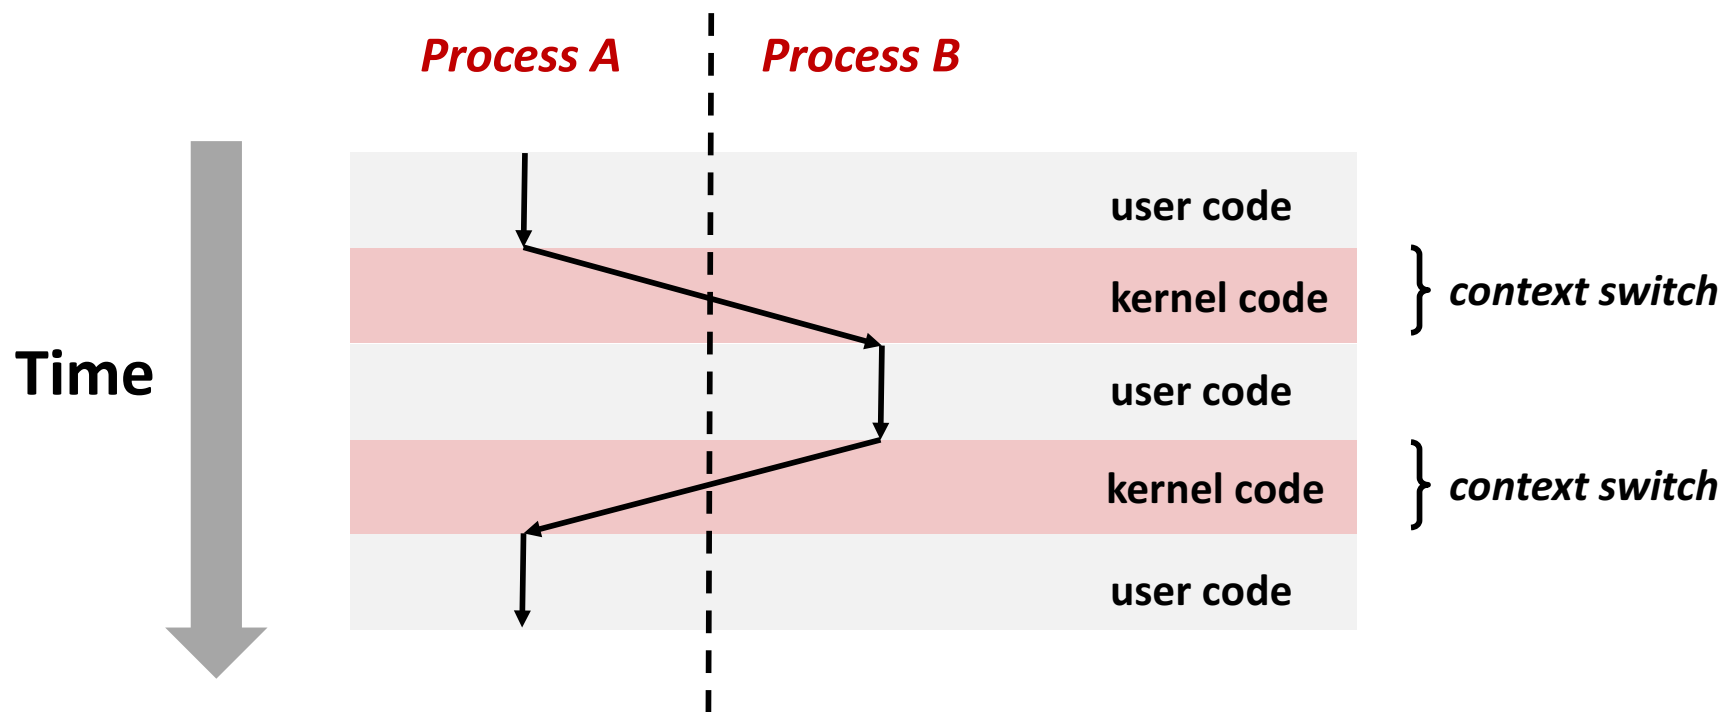 Process A
Process B
user code
kernel code
context switch
Time
user code
kernel code
context switch
user code